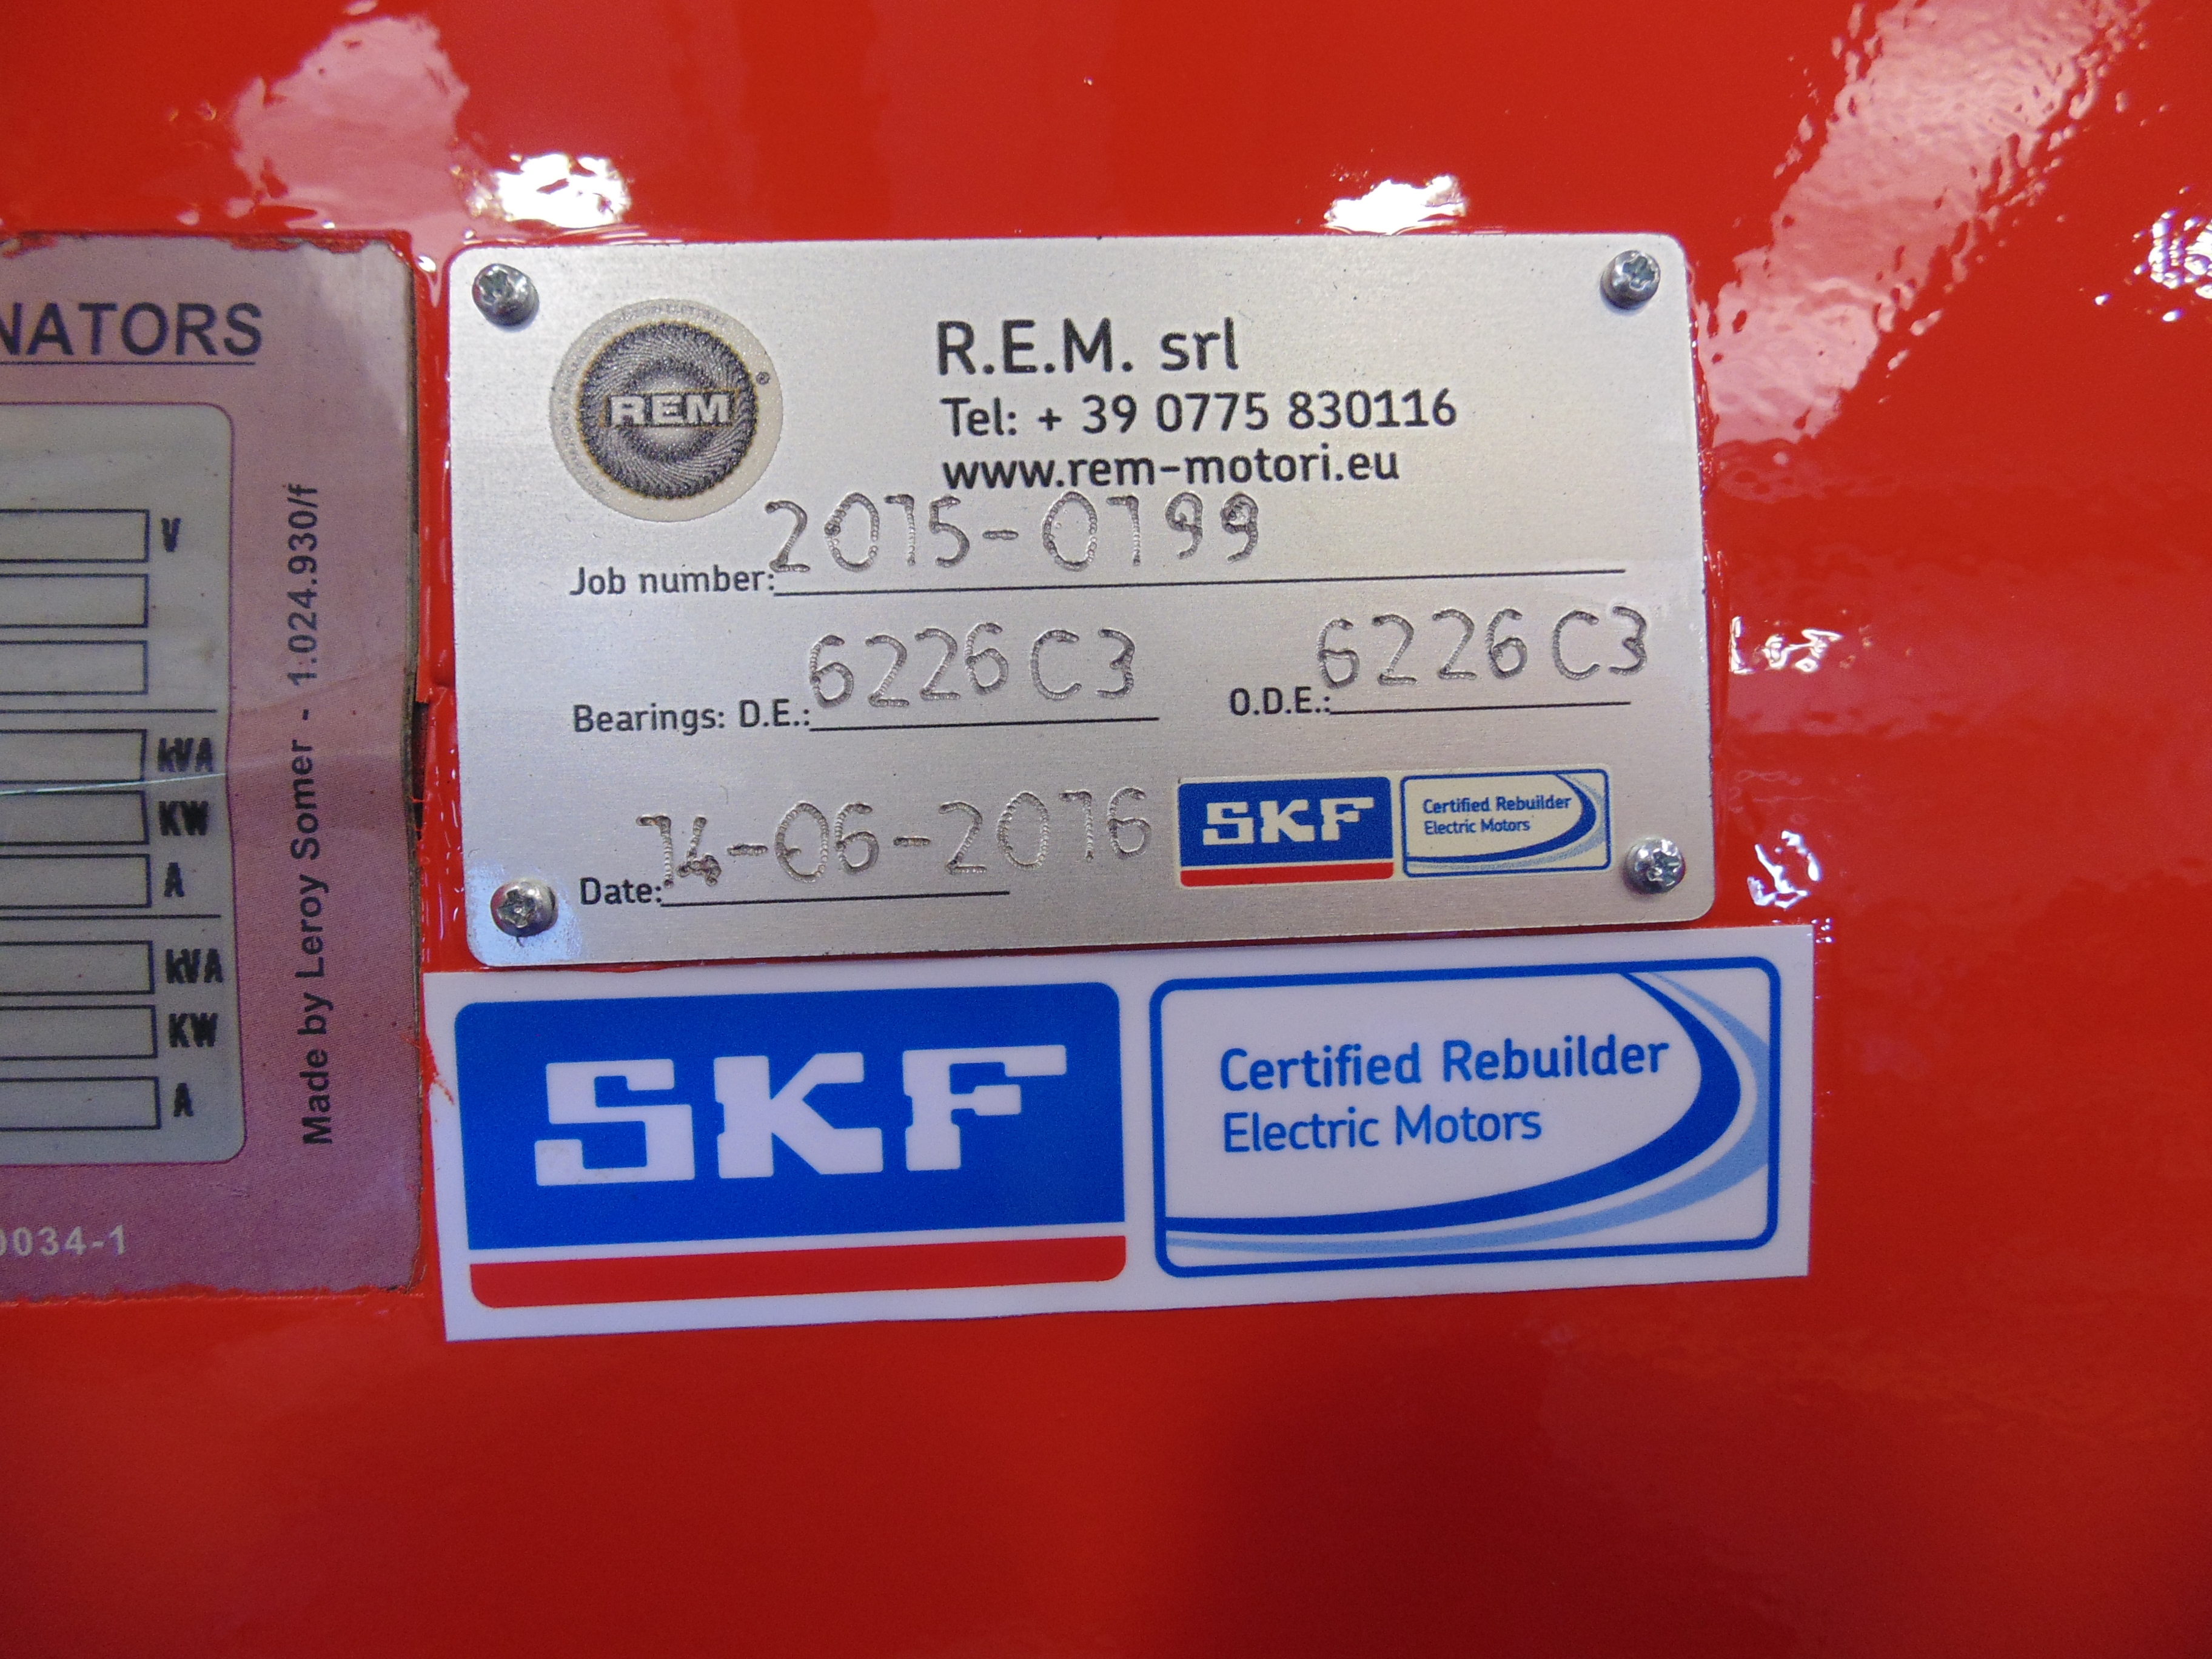 NATORS
V
kVA
KW
A
kVA
KW
A
Made by Leroy Somer - 1.024.930/f
0034-1
REM®
R.E.M. srl
Tel: + 39 0775 830116
www.rem-motori.eu
Job number: 2015-0199
Bearings: D.E.: 6226 C3 O.D.E.: 6226 C3
Date: 14-06-2016
SKF
Certified Rebuilder
Electric Motors
SKF
Certified Rebuilder
Electric Motors